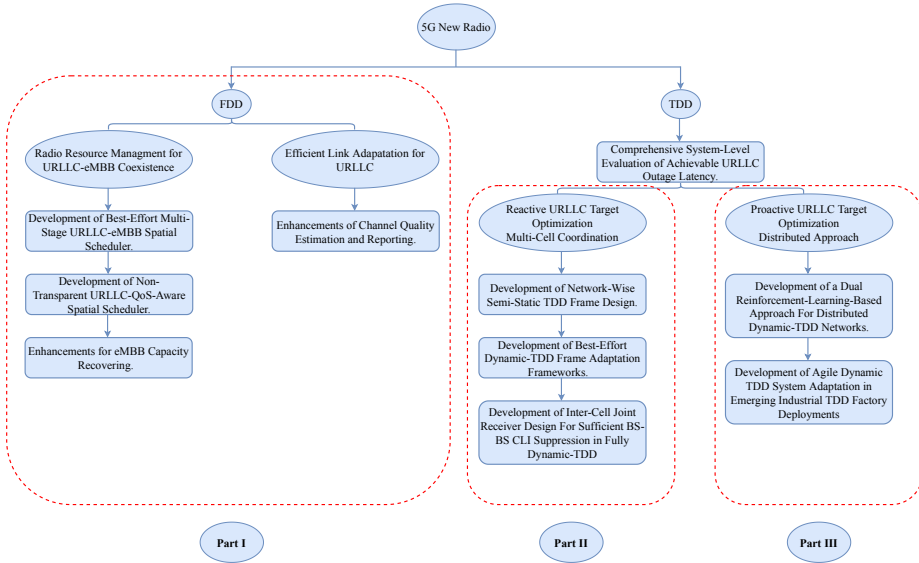 5G New Radio
FDD
TDD
Radio Resource Managment for
URLLC-eMBB Coexistence
Efficient Link Adapatation for
URLLC
Comprehensive System-Level
Evaluation of Achievable URLLC
Outage Latency.
Development of Best-Effort Multi-
Stage URLLC-eMBB Spatial
Scheduler.
Enhancements of Channel Quality
Estimation and Reporting.
Reactive URLLC Target
Optimization
Multi-Cell Coordination
Proactive URLLC Target
Optimization
Distributed Approach
Development of Non-
Transparent URLLC-QoS-Aware
Spatial Scheduler.
Development of Network-Wise
Semi-Static TDD Frame Design.
Development of a Dual
Reinforcement-Learning-Based
Approach For Distributed
Dynamic-TDD Networks.
Enhancements for eMBB Capacity
Recovering.
Development of Best-Effort
Dynamic-TDD Frame Adaptation
Frameworks.
Development of Agile Dynamic
TDD System Adaptation in
Emerging Industrial TDD Factory
Deployments
Development of Inter-Cell Joint
Receiver Design For Sufficient BS-
BS CLI Suppression in Fully
Dynamic-TDD
Part I
Part II
Part III